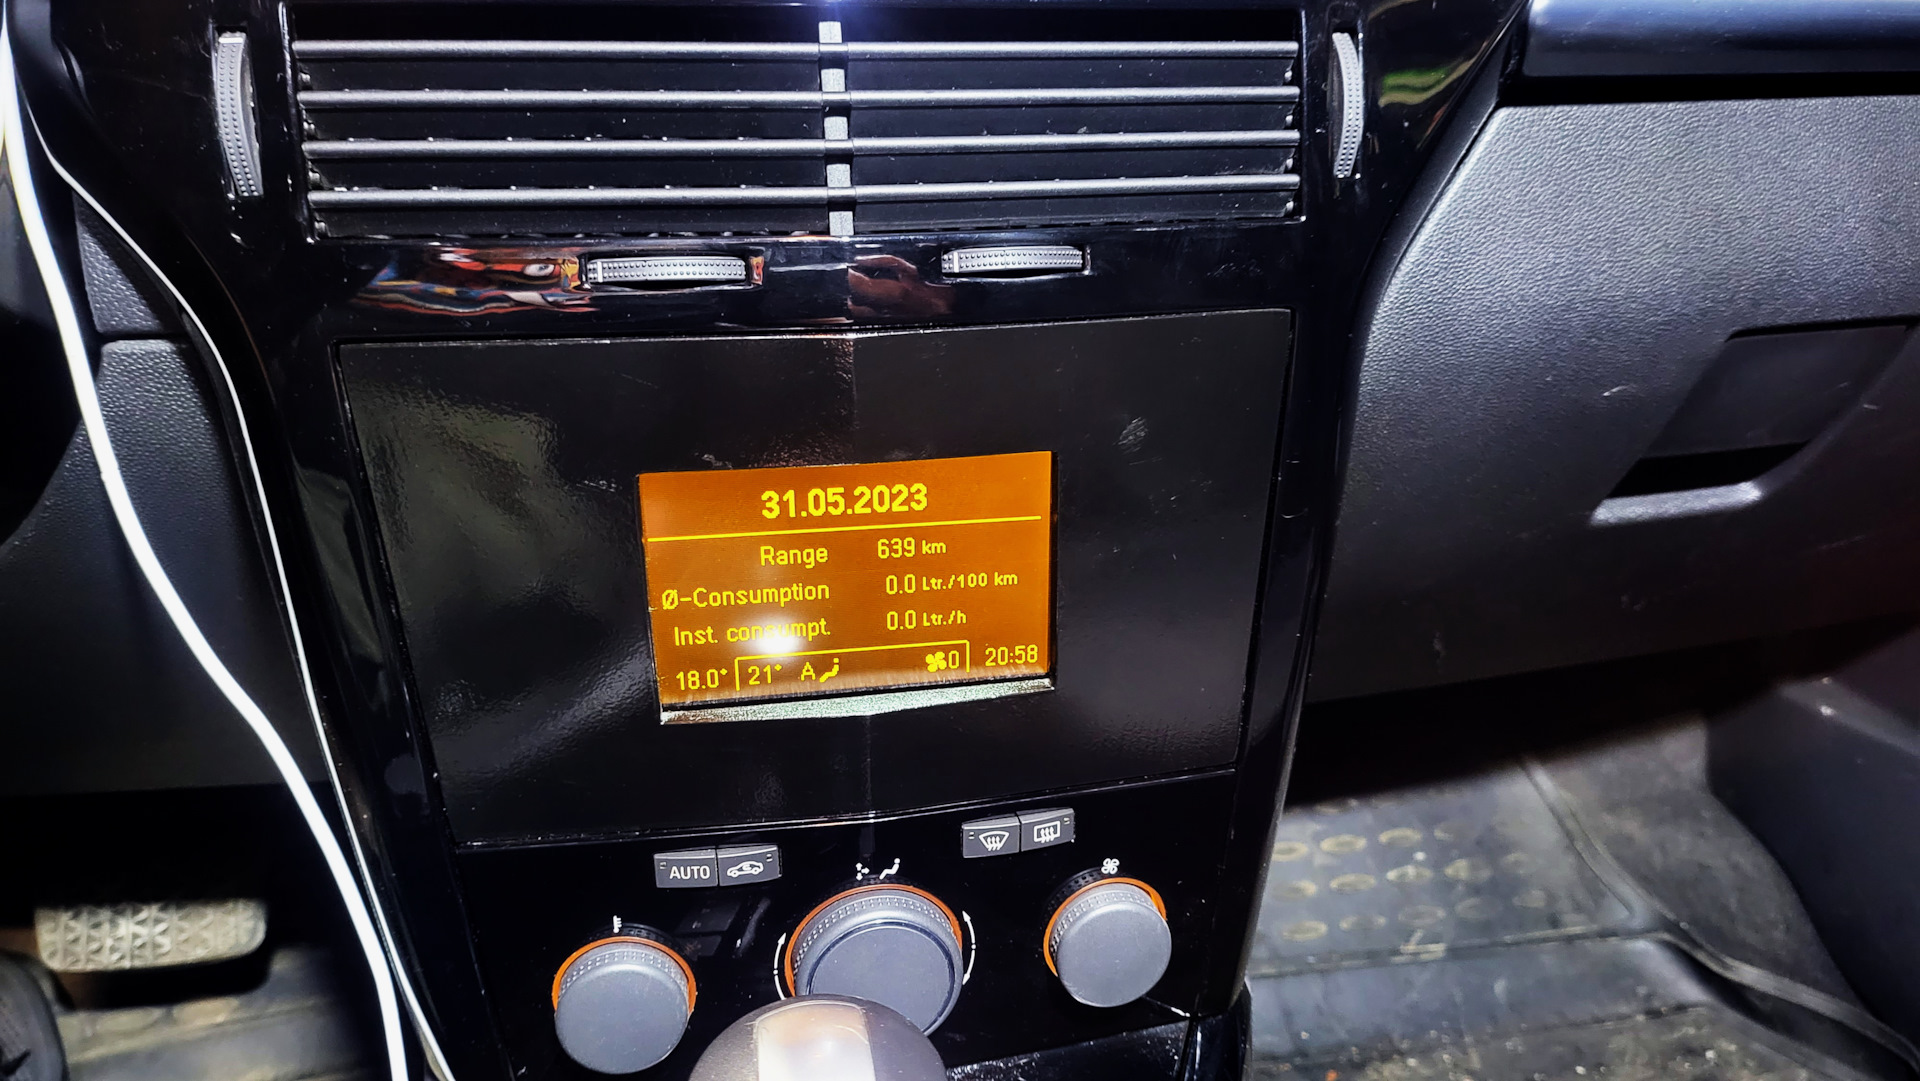 31.05.2023
Range 639 km
Ø-Consumption 0.0 Ltr./100 km
Inst. consumpt. 0.0 Ltr./h
18.0° 21° A 0 20:58
AUTO